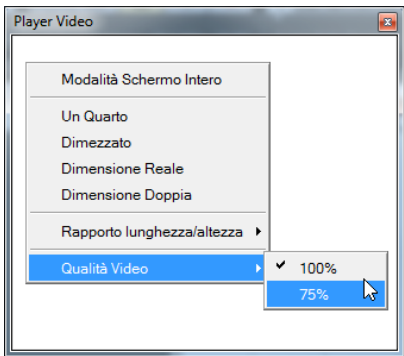 Player Video
Modalità Schermo Intero
Un Quarto
Dimezzato
Dimensione Reale
Dimensione Doppia
Rapporto lunghezza/altezza
Qualità Video
100%
75%